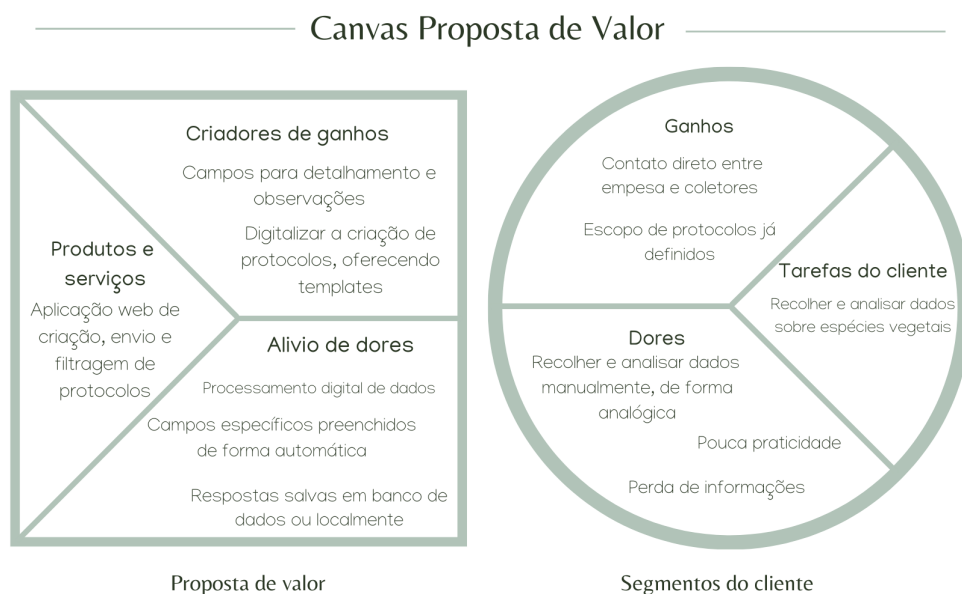 Canvas Proposta de Valor
Criadores de ganhos
Campos para detalhamento e
observações
Digitalizar a criação de
protocolos, oferecendo
templates
Produtos e
serviços
Aplicação web de
criação, envio e
filtragem de
protocolos
Alivio de dores
Processamento digital de dados
Campos específicos preenchidos
de forma automática
Respostas salvas em banco de
dados ou localmente
Proposta de valor
Ganhos
Contato direto entre
empesa e coletores
Escopo de protocolos já
definidos
Tarefas do cliente
Recolher e analisar dados
sobre espécies vegetais
Dores
Recolher e analisar dados
manualmente, de forma
analógica
Pouca praticidade
Perda de informações
Segmentos do cliente